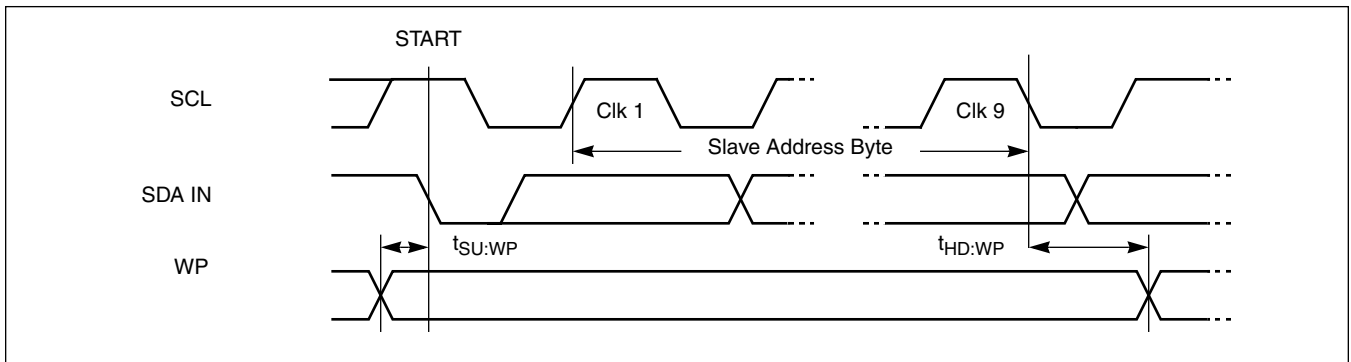 START
SCL
Clk 1
Clk 9
Slave Address Byte
SDA IN
tSU:WP
tHD:WP
WP